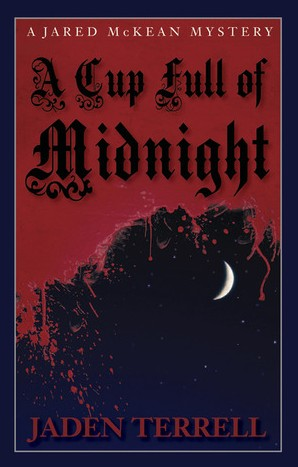 A JARED McKEAN MYSTERY
A Cup Full of
Midnight
JADEN TERRELL